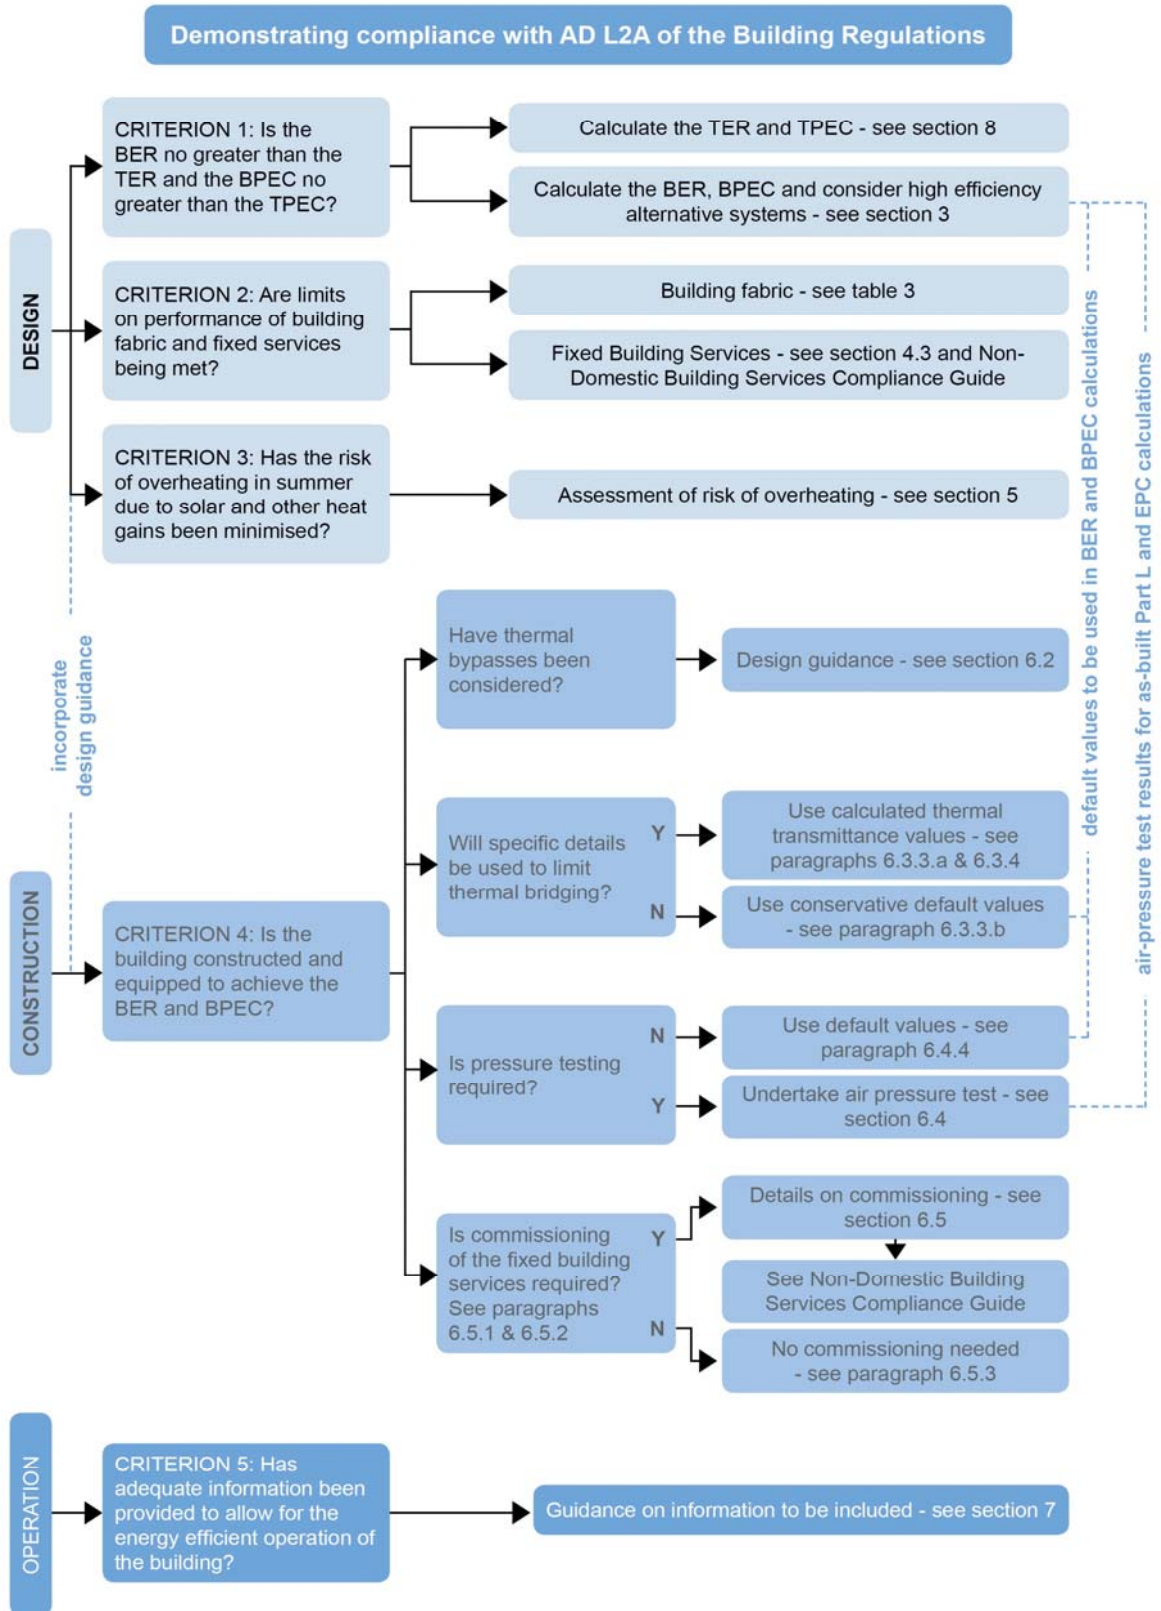 Demonstrating compliance with AD L2A of the Building Regulations
DESIGN
CRITERION 1: Is the
BER no greater than the
TER and the BPEC no
greater than the TPEC?
Calculate the TER and TPEC - see section 8
Calculate the BER, BPEC and consider high efficiency
alternative systems - see section 3
CRITERION 2: Are limits
on performance of building
fabric and fixed services
being met?
Building fabric - see table 3
Fixed Building Services - see section 4.3 and Non-
Domestic Building Services Compliance Guide
CRITERION 3: Has the risk
of overheating in summer
due to solar and other heat
gains been minimised?
Assessment of risk of overheating - see section 5
incorporate
design guidance
default values to be used in BER and BPEC calculations
air-pressure test results for as-built Part L and EPC calculations
CONSTRUCTION
CRITERION 4: Is the
building constructed and
equipped to achieve the
BER and BPEC?
Have thermal
bypasses been
considered?
Design guidance - see section 6.2
Will specific details
be used to limit
thermal bridging?
Y
Use calculated thermal
transmittance values - see
paragraphs 6.3.3.a & 6.3.4
N
Use conservative default values
- see paragraph 6.3.3.b
Is pressure testing
required?
N
Use default values - see
paragraph 6.4.4
Y
Undertake air pressure test - see
section 6.4
Is commissioning
of the fixed building
services required?
See paragraphs
6.5.1 & 6.5.2
Y
Details on commissioning - see
section 6.5
See Non-Domestic Building
Services Compliance Guide
N
No commissioning needed
- see paragraph 6.5.3
OPERATION
CRITERION 5: Has
adequate information been
provided to allow for the
energy efficient operation of
the building?
Guidance on information to be included - see section 7